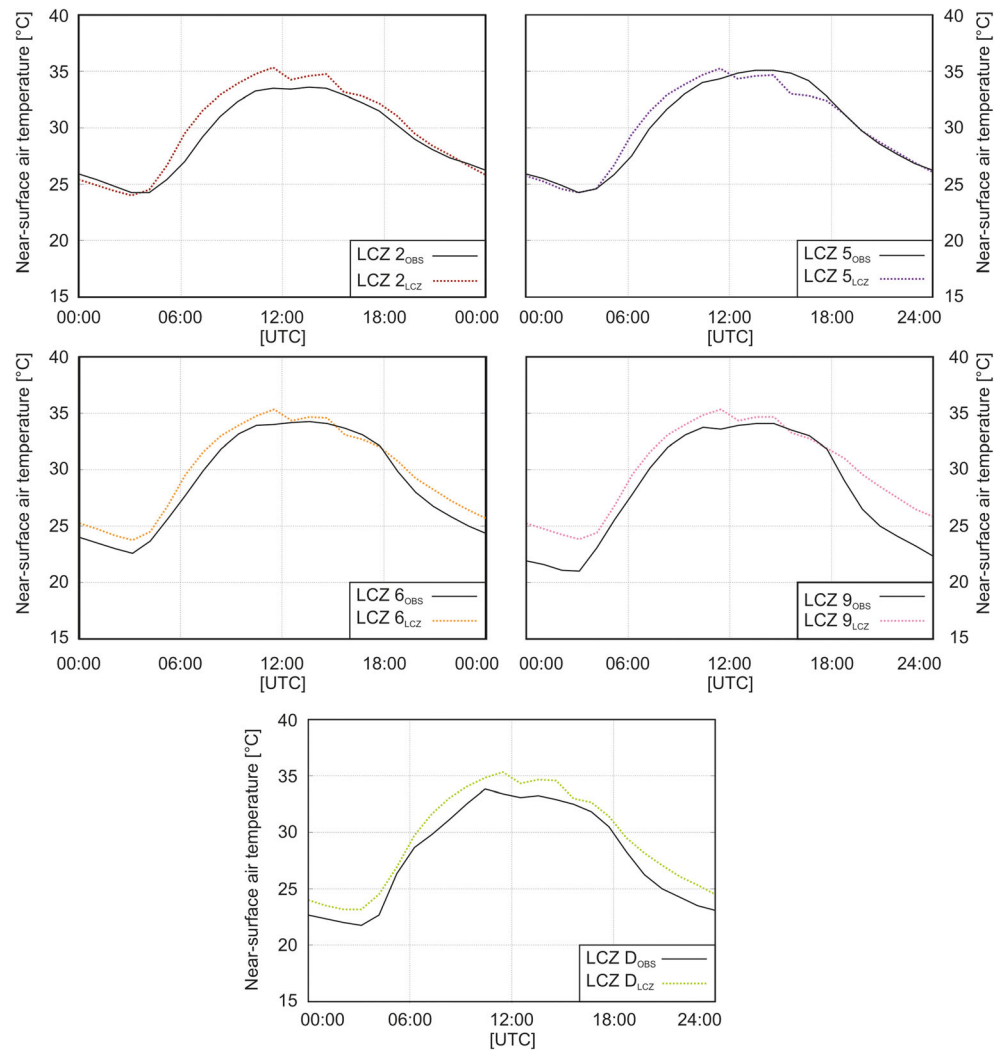 Near-surface air temperature [°C]
40
35
30
25
20
15
LCZ 2OBS
LCZ 2LCZ
00:00 06:00 12:00 18:00 00:00
[UTC]
LCZ 5OBS
LCZ 5LCZ
00:00 06:00 12:00 18:00 24:00
[UTC]
40
35
30
25
20
15
Near-surface air temperature [°C]
Near-surface air temperature [°C]
40
35
30
25
20
15
LCZ 6OBS
LCZ 6LCZ
00:00 06:00 12:00 18:00 00:00
[UTC]
LCZ 9OBS
LCZ 9LCZ
00:00 06:00 12:00 18:00 24:00
[UTC]
40
35
30
25
20
15
Near-surface air temperature [°C]
Near-surface air temperature [°C]
40
35
30
25
20
15
LCZ DOBS
LCZ DLCZ
00:00 06:00 12:00 18:00 24:00
[UTC]